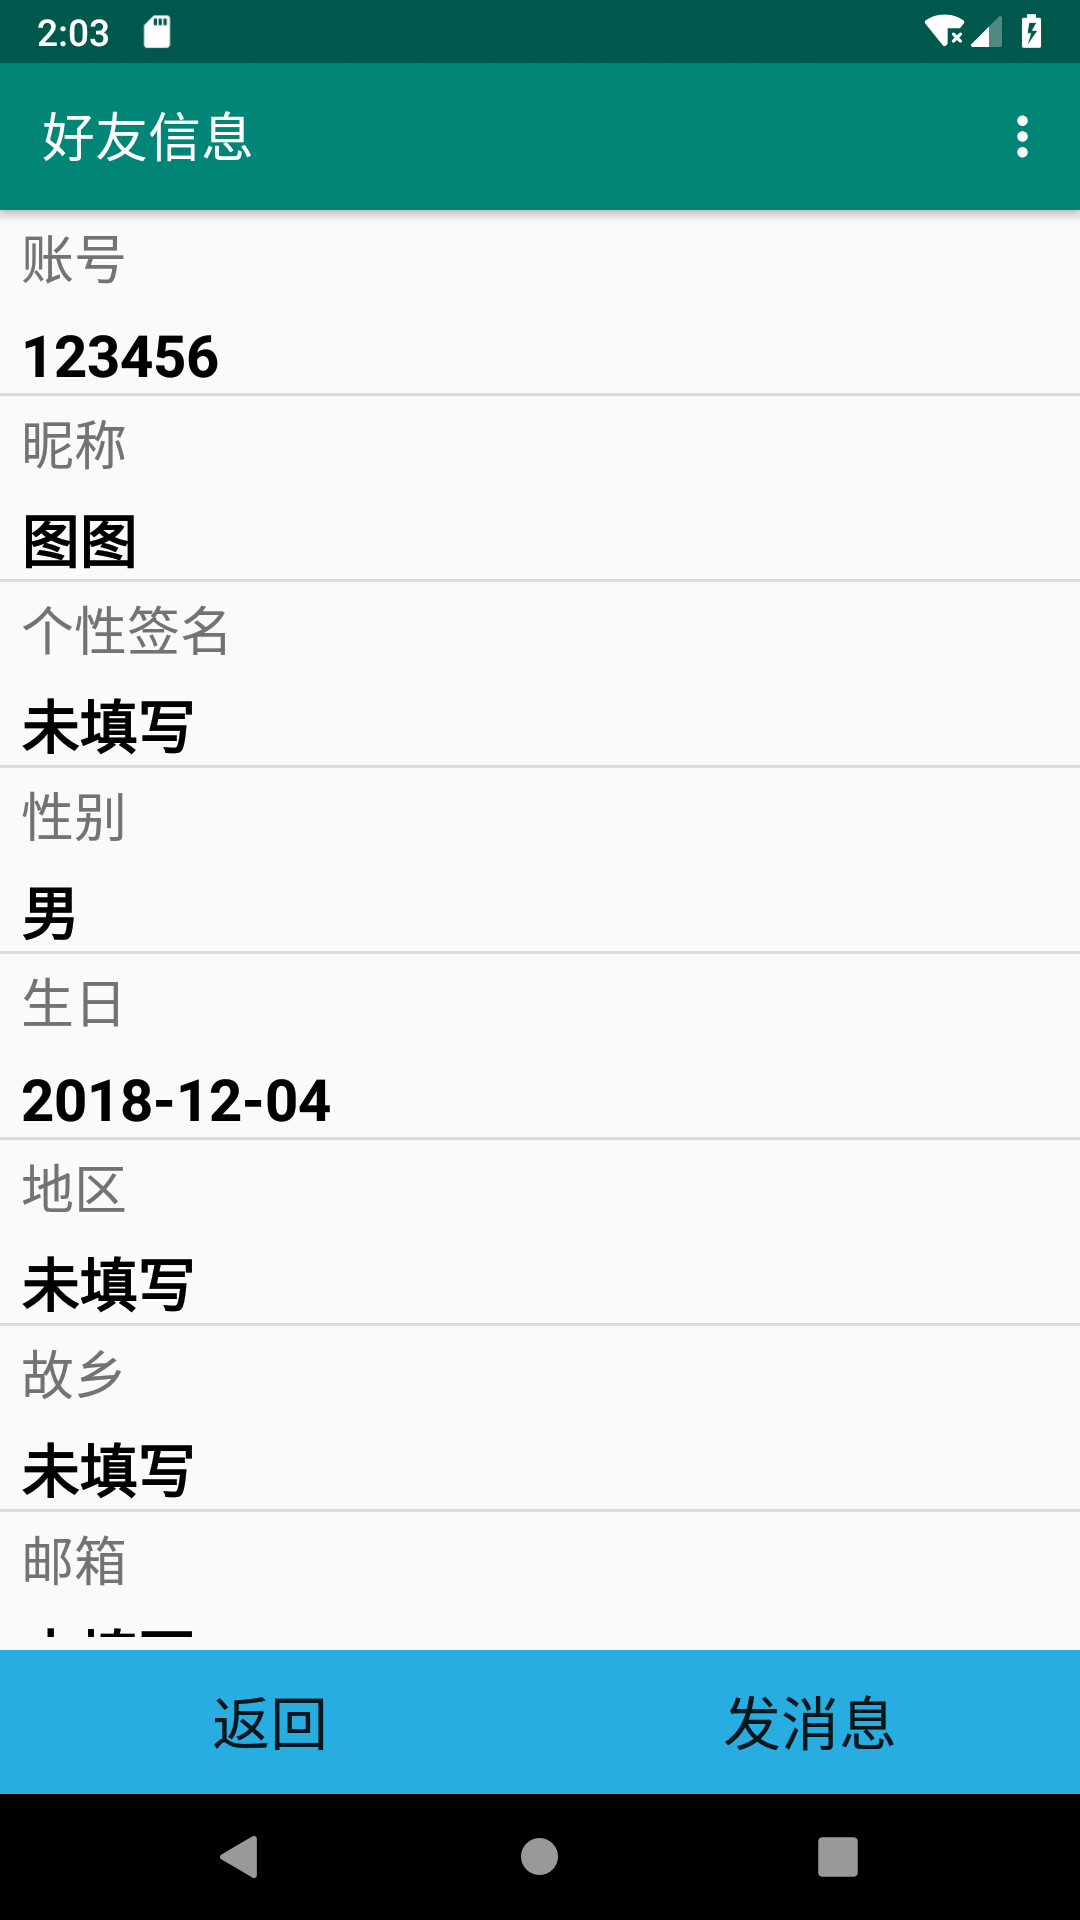 2:03
好友信息
账号
123456
昵称
图图
个性签名
未填写
性别
男
生日
2018-12-04
地区
未填写
故乡
未填写
邮箱
返回
发消息